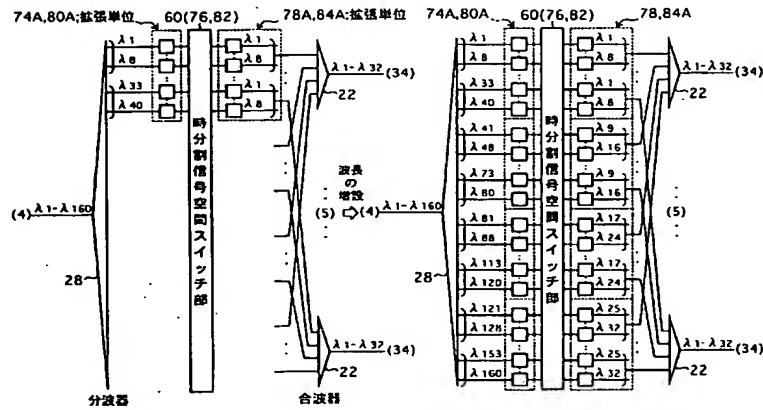 74A,80A;拡張単位
60(76,82)
78A,84A;拡張単位
λ1
λ8
λ33
λ40
λ1
λ8
λ1
λ8
時分割信号空間スイッチ部
λ1-λ32
(34)
22
(4)
λ1-λ160
28
(5)
λ1-λ32
(34)
22
分波器
合波器
波長の増設
74A,80A
60(76,82)
78,84A
(4)
λ1-λ160
28
λ1
λ8
λ33
λ40
λ41
λ48
λ73
λ80
λ81
λ88
λ113
λ120
λ121
λ128
λ153
λ160
時分割信号空間スイッチ部
λ1
λ8
λ1
λ8
λ9
λ16
λ9
λ16
λ17
λ24
λ17
λ24
λ25
λ32
λ25
λ32
λ1-λ32
(34)
22
(5)
λ1-λ32
(34)
22